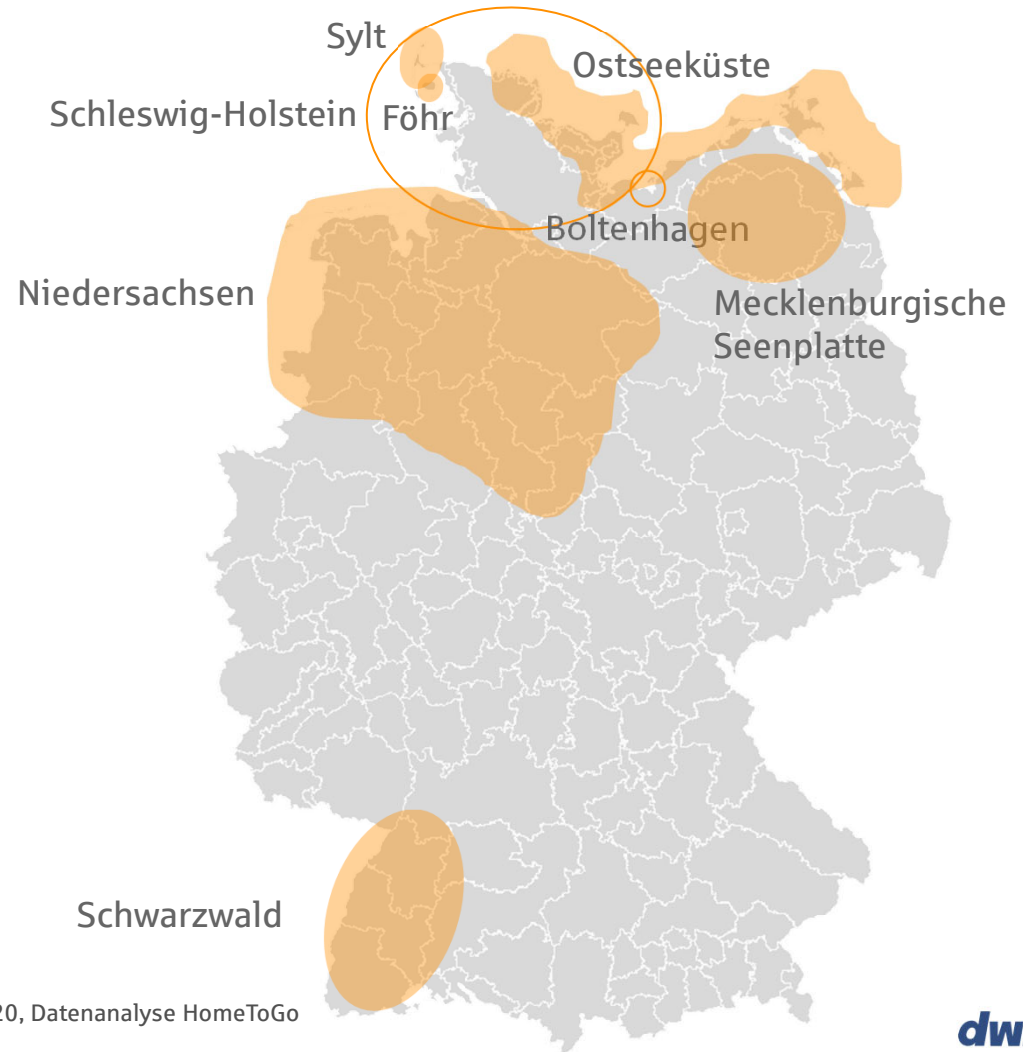 Sylt
Ostseeküste
Schleswig-Holstein
Föhr
Boltenhagen
Niedersachsen
Mecklenburgische
Seenplatte
Schwarzwald
20, Datenanalyse HomeToGo
dw